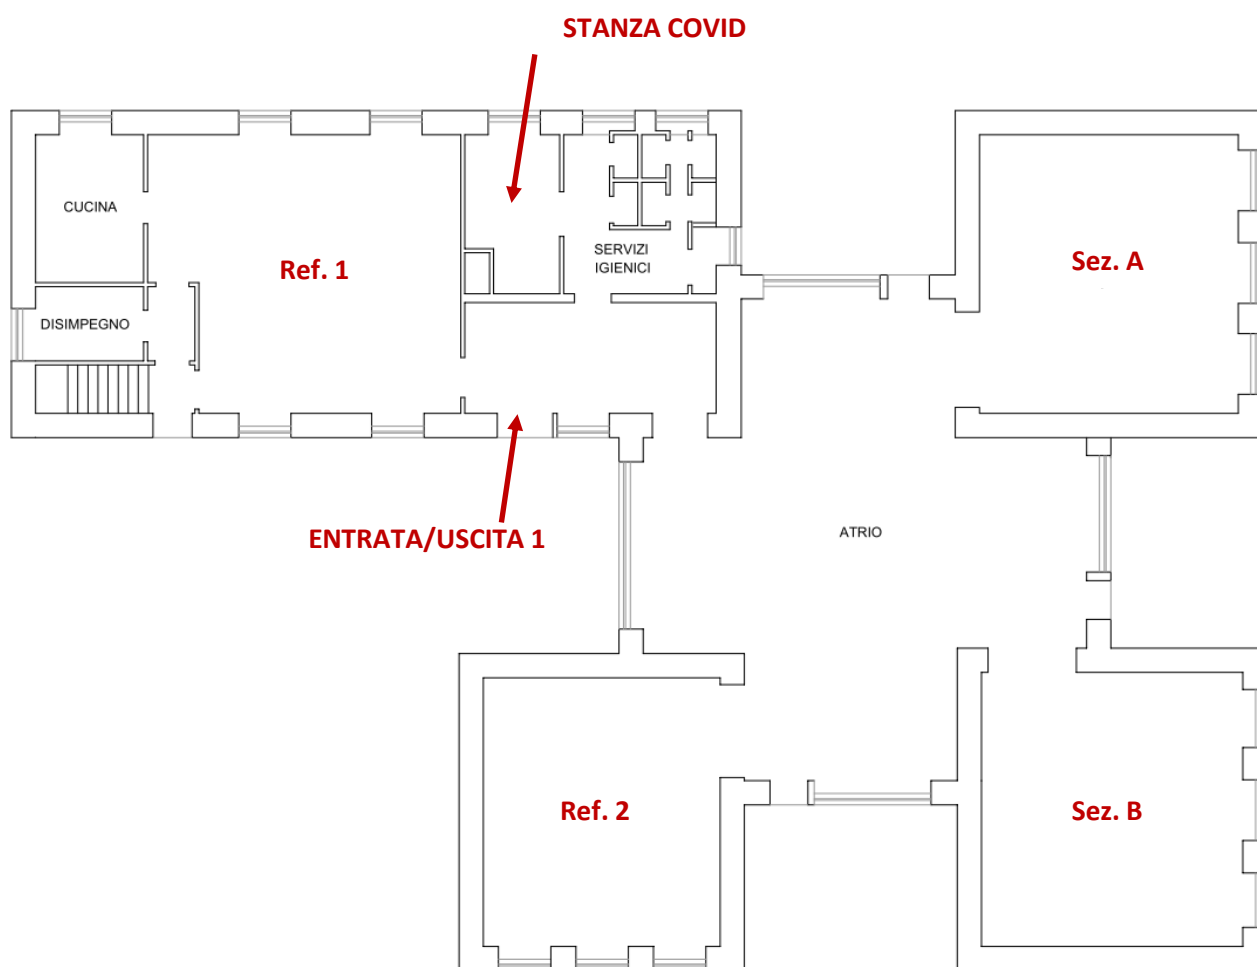 STANZA COVID
CUCINA
Ref. 1
SERVIZI
IGIENICI
Sez. A
DISIMPEGNO
ENTRATA/USCITA 1
ATRIO
Ref. 2
Sez. B